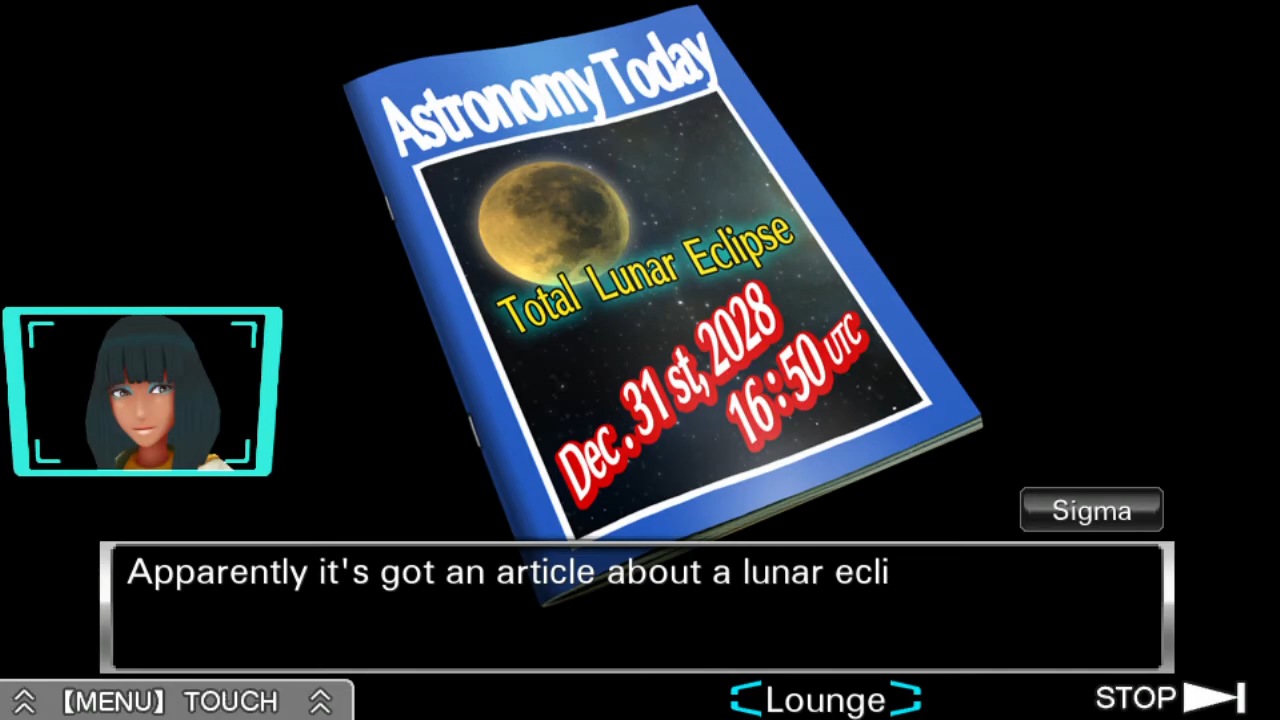 Astronomy Today
Total Lunar Eclipse
Dec. 31 st, 2028
16:50 UTC
Sigma
Apparently it's got an article about a lunar ecli
【MENU】 TOUCH
Lounge
STOP